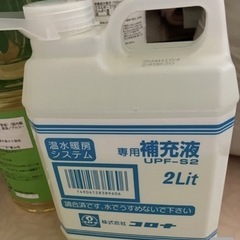 温水暖房
システム
専用
補充液
UPF-S2
2Lit
調合済です、水でうすめないで下さい
株式会社 コロナ